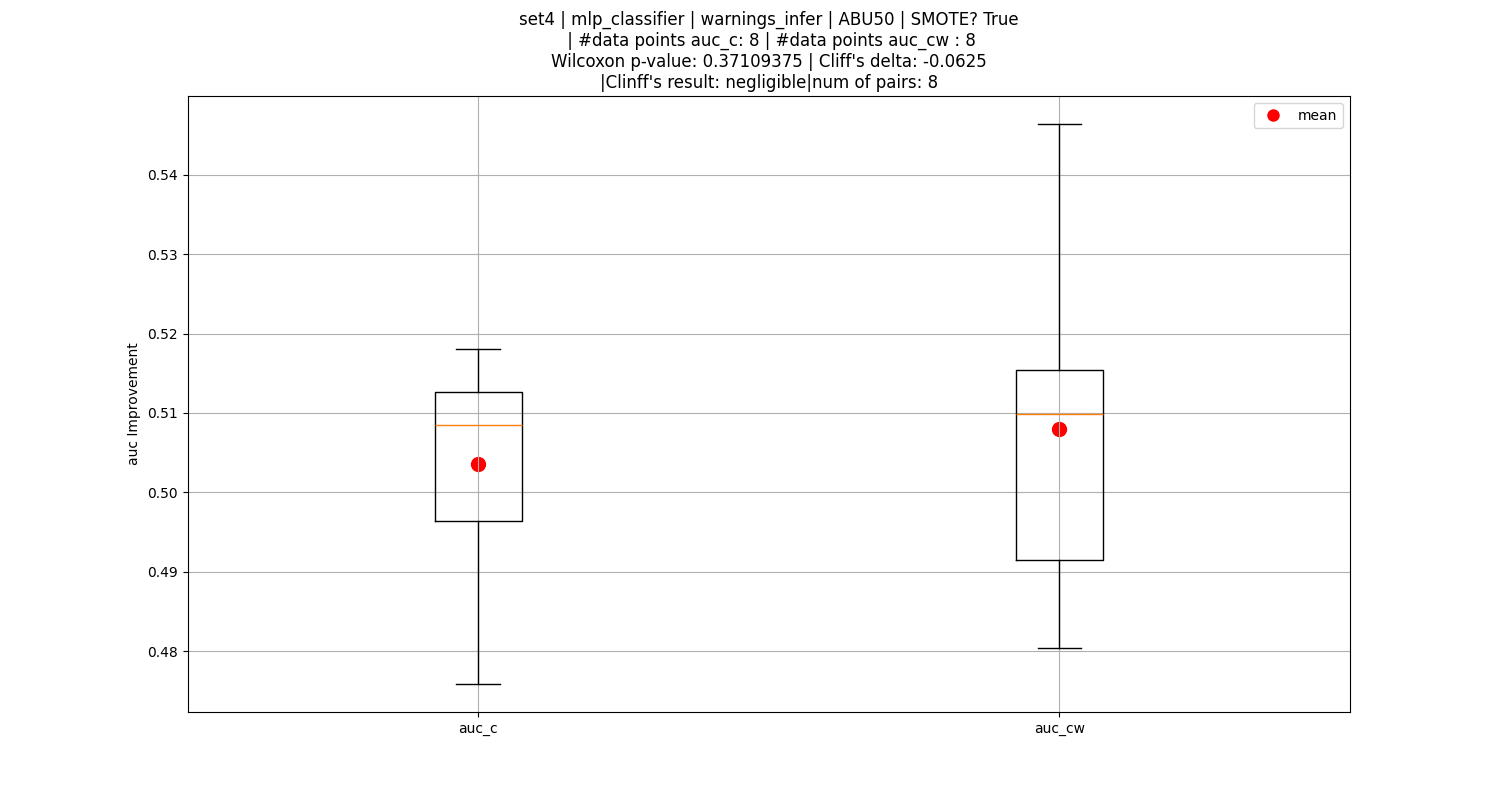 set4 | mlp_classifier | warnings_infer | ABU50 | SMOTE? True
| #data points auc_c: 8 | #data points auc_cw : 8
Wilcoxon p-value: 0.37109375 | Cliff's delta: -0.0625
|Clinff's result: negligible|num of pairs: 8
mean
0.54
0.53
0.52
0.51
0.50
0.49
0.48
auc Improvement
auc_c
auc_cw